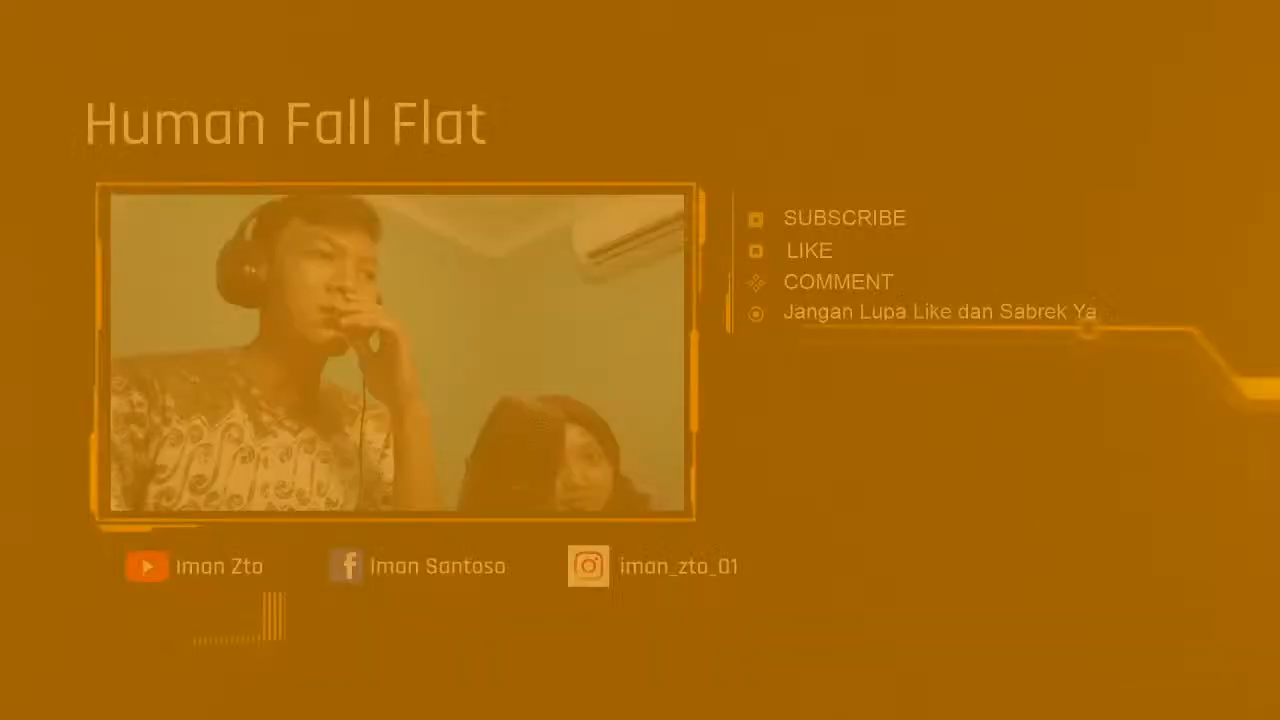 Human Fall Flat
SUBSCRIBE
LIKE
COMMENT
Jangan Lupa Like dan Sabrek Ya
Iman Zto
Iman Santoso
iman_zto_01